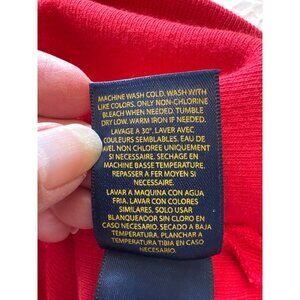 MACHINE WASH COLD. WASH WITH
LIKE COLORS. ONLY NON-CHLORINE
BLEACH WHEN NEEDED. TUMBLE
DRY LOW. WARM IRON IF NEEDED.
LAVAGE A 30°. LAVER AVEC
COULEURS SEMBLABLES. EAU DE
AVEL NON CHLOREE UNIQUEMENT
SI NECESSAIRE. SECHAGE EN
MACHINE BASSE TEMPERATURE.
REPASSER A FER MOYEN SI
NECESSAIRE.
LAVAR A MAQUINA CON AGUA
FRIA. LAVAR CON COLORES
SIMILARES. SOLO USAR
BLANQUEADOR SIN CLORO EN
CASO NECESARIO. SECADO A BAJA
TEMPERATURA. PLANCHAR A
TEMPERATURA TIBIA EN CASO
NECESARIO.